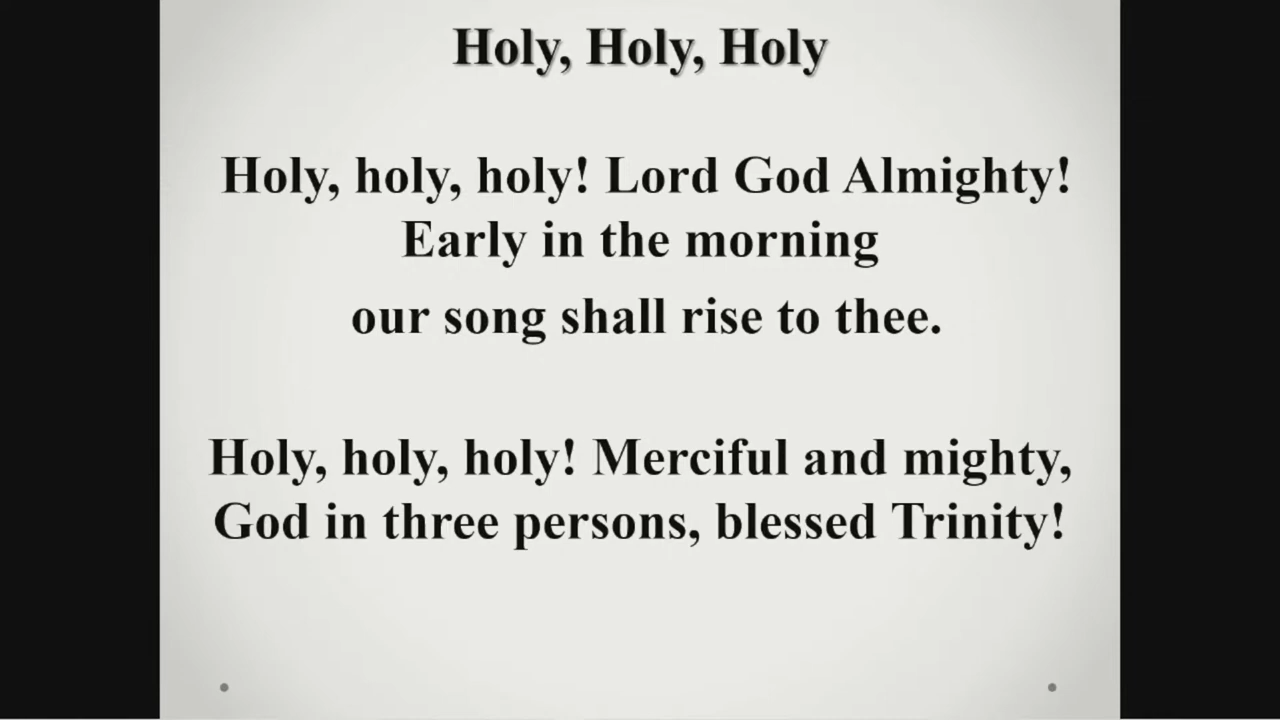 Holy, Holy, Holy
Holy, holy, holy! Lord God Almighty!
Early in the morning
our song shall rise to thee.
Holy, holy, holy! Merciful and mighty,
God in three persons, blessed Trinity!